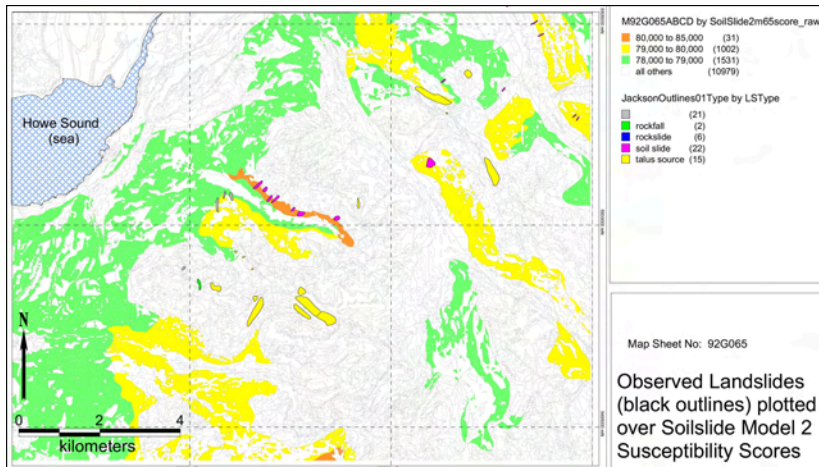 M92G065ABCD by SoilSlide2m65score_raw
80,000 to 85,000 (31)
79,000 to 80,000 (1002)
78,000 to 79,000 (1531)
all others (10979)
JacksonOutlines01Type by LSType
(21)
rockfall (2)
rockslide (6)
soil slide (22)
talus source (15)
Howe Sound
(sea)
N
0 2 4
kilometers
Map Sheet No: 92G065
Observed Landslides
(black outlines) plotted
over Soilslide Model 2
Susceptibility Scores